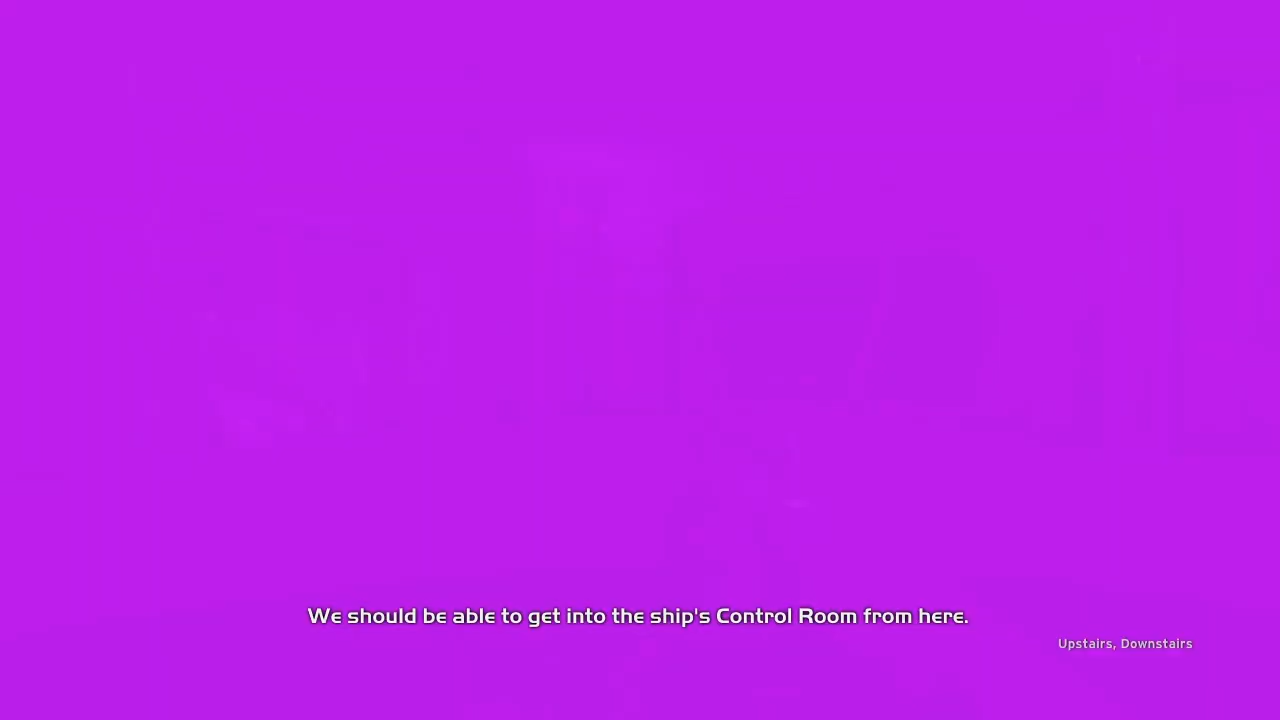 We should be able to get into the ship's Control Room from here.
Upstairs, Downstairs